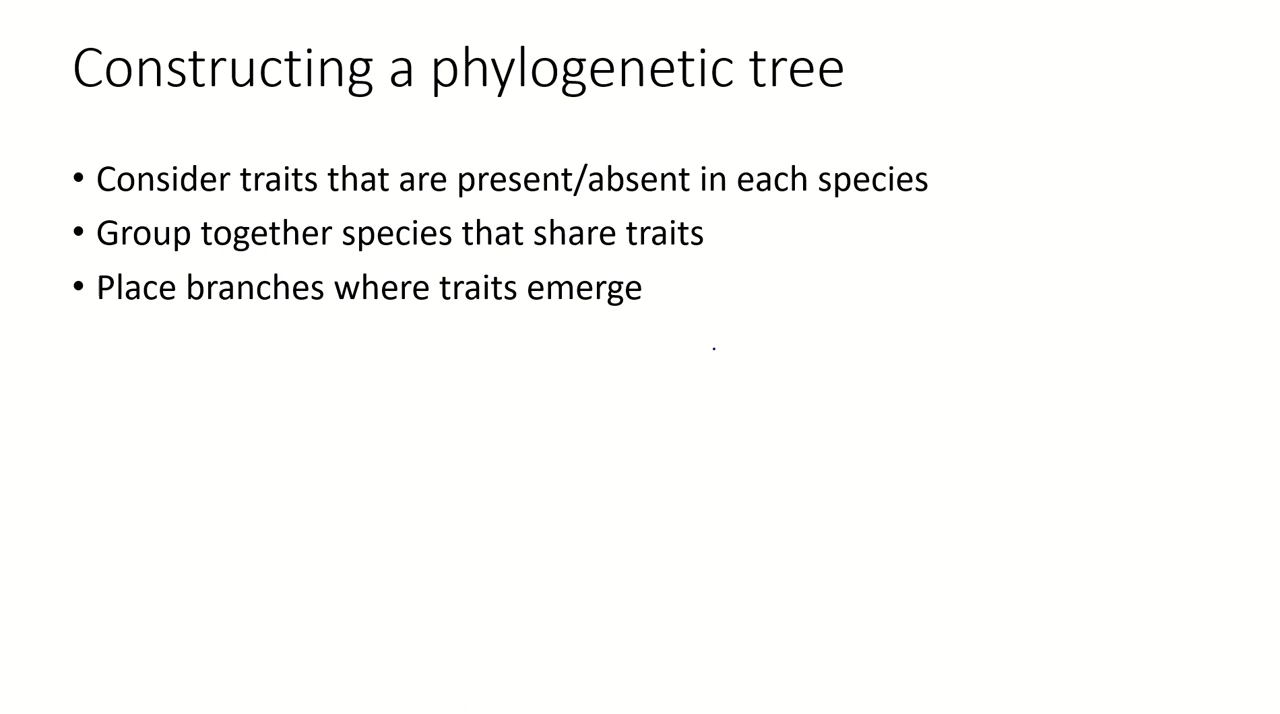 Constructing a phylogenetic tree
• Consider traits that are present/absent in each species
• Group together species that share traits
• Place branches where traits emerge